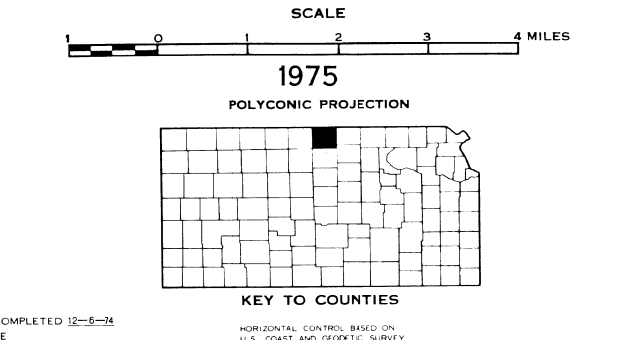 SCALE
1 0 1 2 3 4 MILES
1975
POLYCONIC PROJECTION
KEY TO COUNTIES
OMPLETED 12—6—74
E
HORIZONTAL CONTROL BASED ON
U.S. COAST AND GEODETIC SURVEY